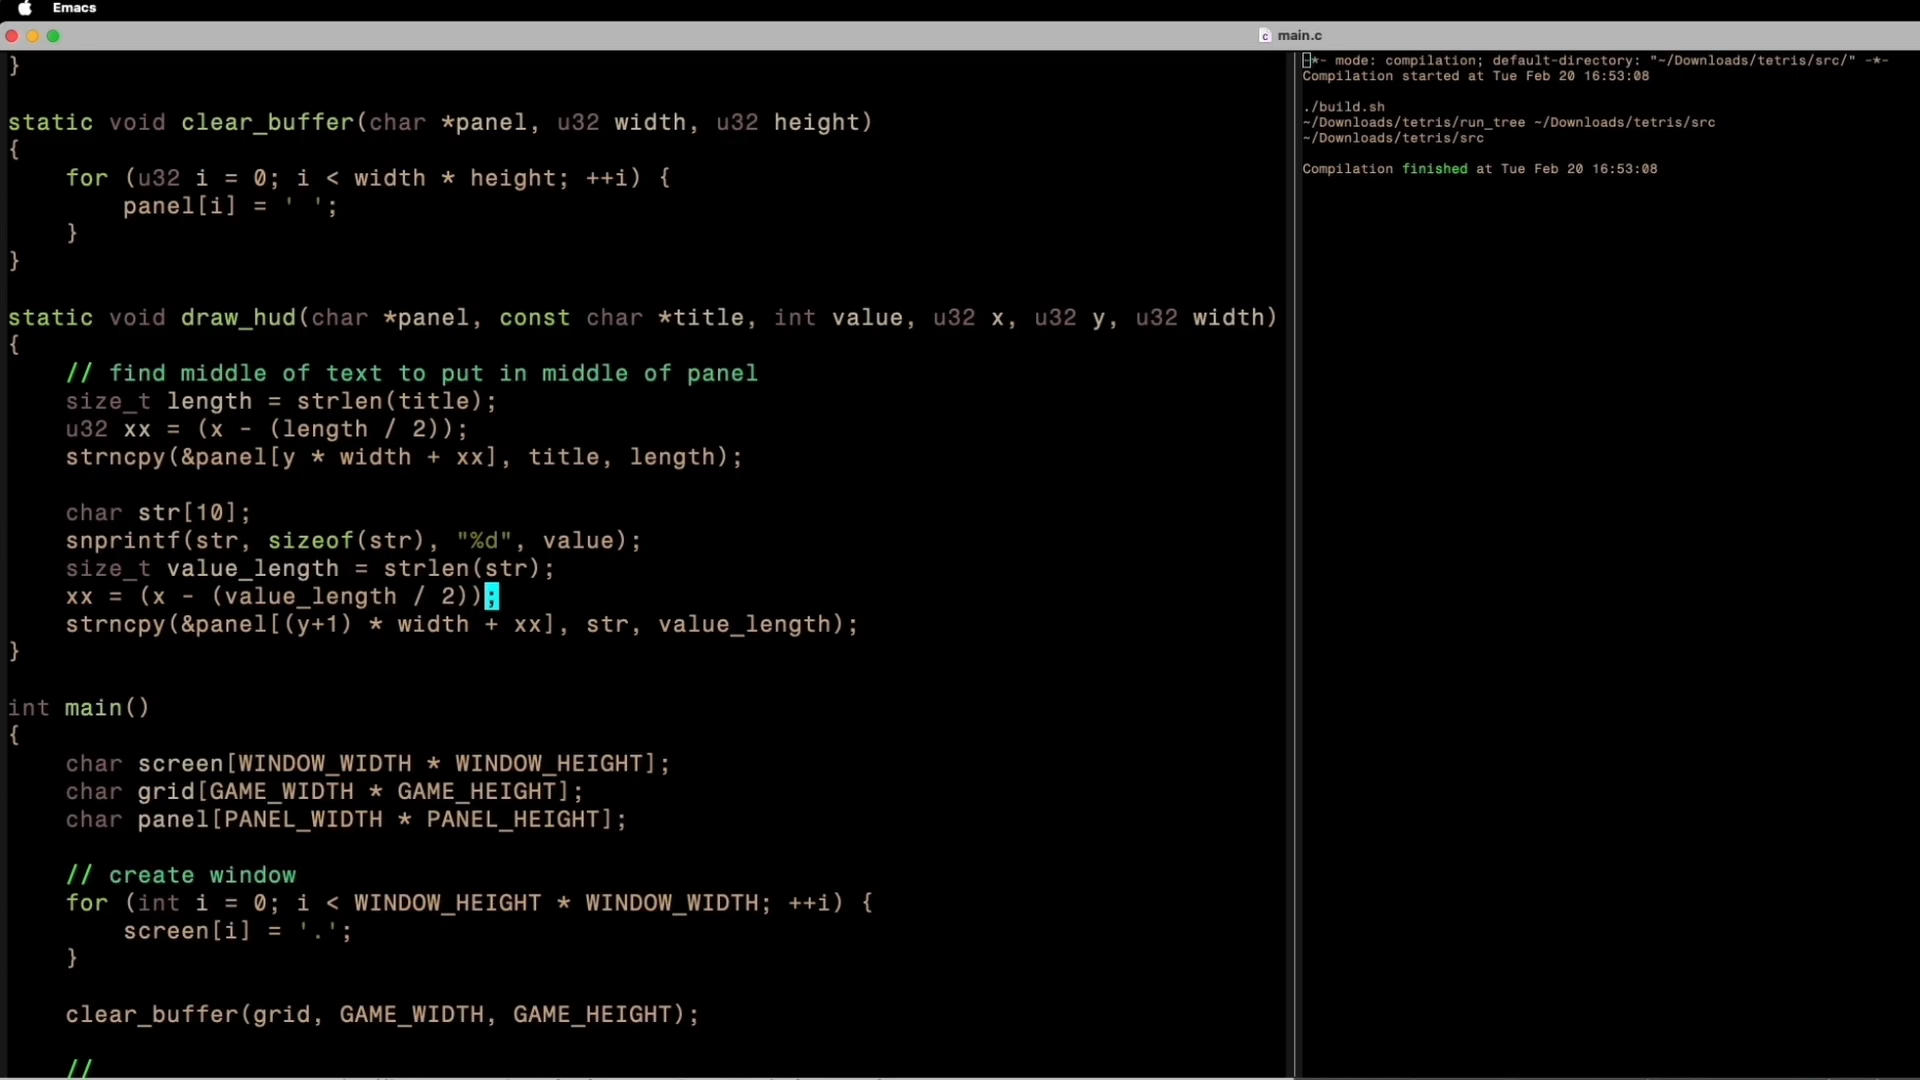 Emacs
main.c
}
static void clear_buffer(char *panel, u32 width, u32 height)
{
    for (u32 i = 0; i < width * height; ++i) {
        panel[i] = ' ';
    }
}
static void draw_hud(char *panel, const char *title, int value, u32 x, u32 y, u32 width)
{
    // find middle of text to put in middle of panel
    size_t length = strlen(title);
    u32 xx = (x - (length / 2));
    strncpy(&panel[y * width + xx], title, length);
    char str[10];
    snprintf(str, sizeof(str), "%d", value);
    size_t value_length = strlen(str);
    xx = (x - (value_length / 2));
    strncpy(&panel[(y+1) * width + xx], str, value_length);
}
int main()
{
    char screen[WINDOW_WIDTH * WINDOW_HEIGHT];
    char grid[GAME_WIDTH * GAME_HEIGHT];
    char panel[PANEL_WIDTH * PANEL_HEIGHT];
    // create window
    for (int i = 0; i < WINDOW_HEIGHT * WINDOW_WIDTH; ++i) {
        screen[i] = '.';
    }
    clear_buffer(grid, GAME_WIDTH, GAME_HEIGHT);
    //
-*- mode: compilation; default-directory: "~/Downloads/tetris/src/" -*-
Compilation started at Tue Feb 20 16:53:08
./build.sh
~/Downloads/tetris/run_tree ~/Downloads/tetris/src
~/Downloads/tetris/src
Compilation finished at Tue Feb 20 16:53:08